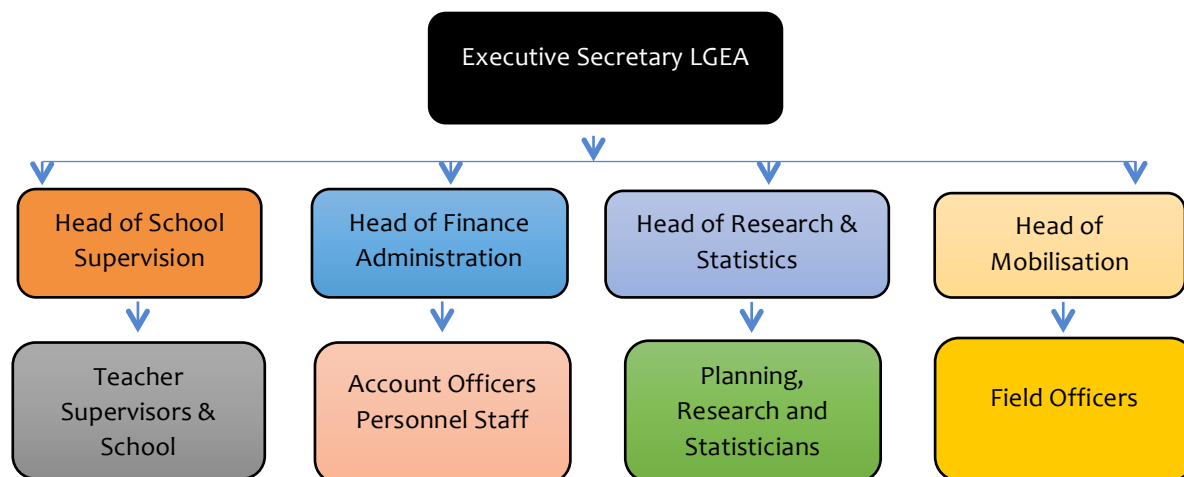 Executive Secretary LGEA
Head of School
Supervision
Head of Finance
Administration
Head of Research &
Statistics
Head of
Mobilisation
Teacher
Supervisors &
School
Account Officers
Personnel Staff
Planning,
Research and
Statisticians
Field Officers